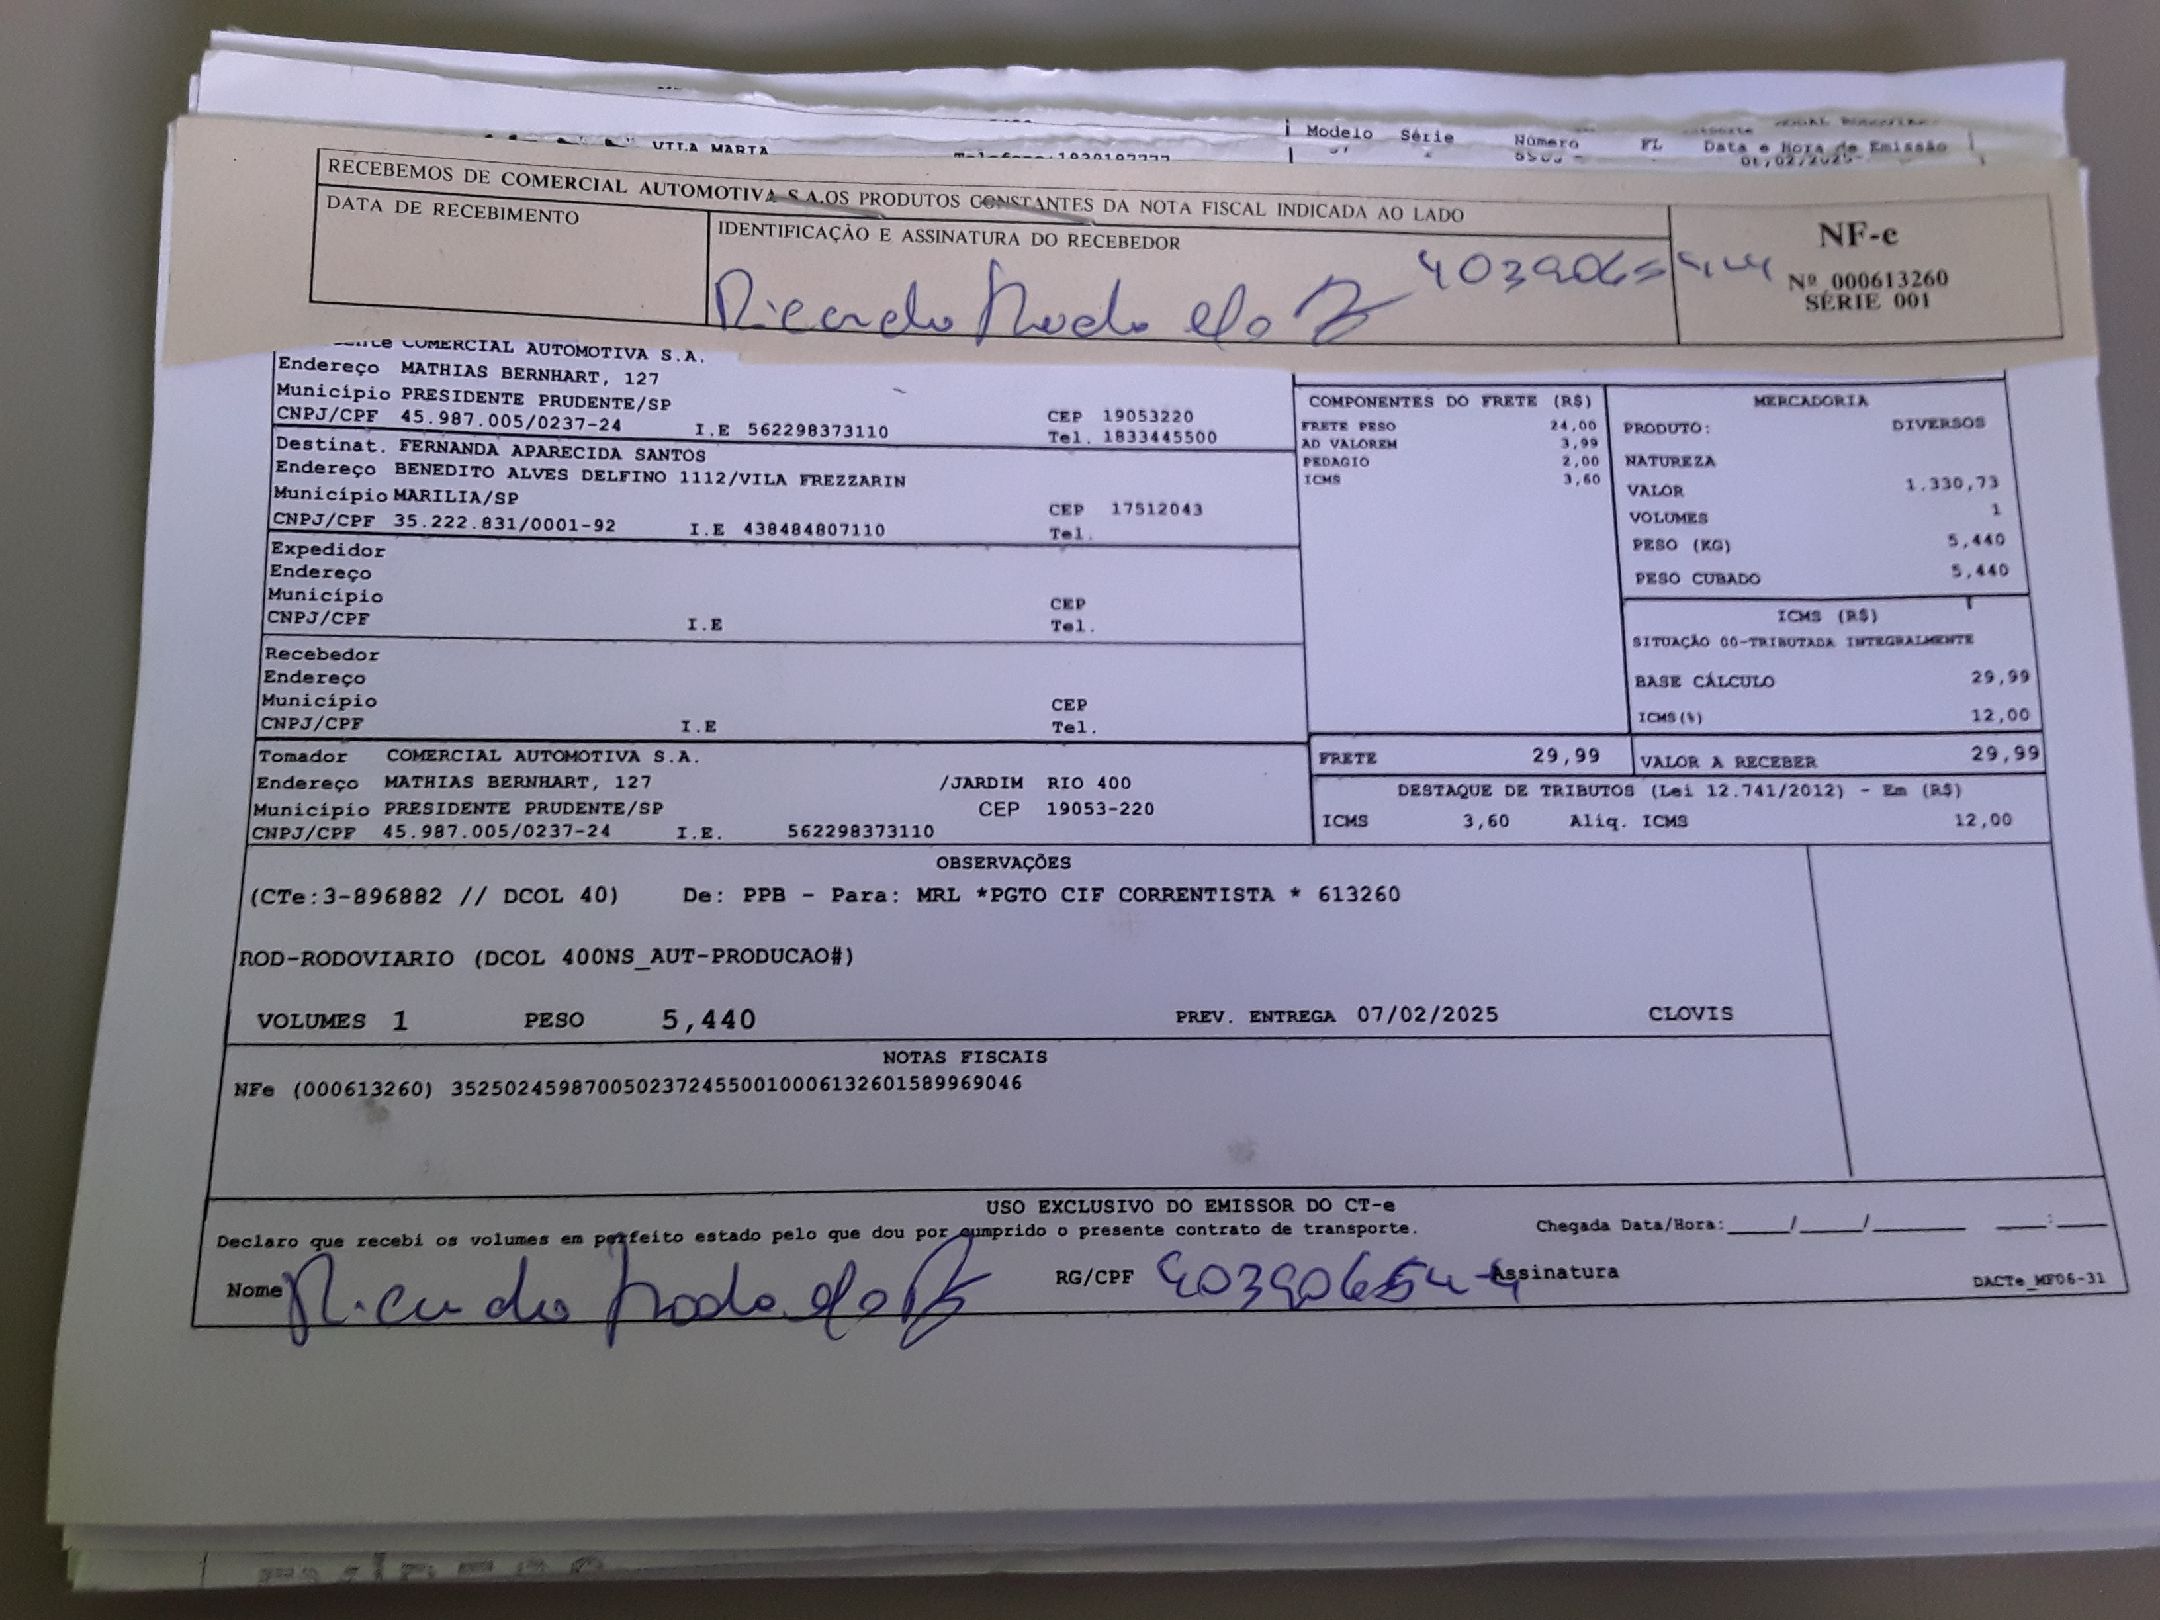 VILA MARIA
Modelo Série Número FL Data e Hora de Emissão
RECEBEMOS DE COMERCIAL AUTOMOTIVA S.A.OS PRODUTOS CONSTANTES DA NOTA FISCAL INDICADA AO LADO
DATA DE RECEBIMENTO
IDENTIFICAÇÃO E ASSINATURA DO RECEBEDOR
Ricardo
NF-e
Nº 000613260
SÉRIE 001
COMERCIAL AUTOMOTIVA S.A.
Endereço MATHIAS BERNHART, 127
Município PRESIDENTE PRUDENTE/SP CEP 19053220
CNPJ/CPF 45.987.005/0237-24 I.E 562298373110 Tel. 1833445500
Destinat. FERNANDA APARECIDA SANTOS
Endereço BENEDITO ALVES DELFINO 1112/VILA FREZZARIN
Município MARILIA/SP CEP 17512043
CNPJ/CPF 35.222.831/0001-92 I.E 438484807110 Tel.
Expedidor
Endereço
Município CEP
CNPJ/CPF I.E Tel.
Recebedor
Endereço
Município CEP
CNPJ/CPF I.E Tel.
Tomador COMERCIAL AUTOMOTIVA S.A.
Endereço MATHIAS BERNHART, 127 /JARDIM RIO 400
Município PRESIDENTE PRUDENTE/SP CEP 19053-220
CNPJ/CPF 45.987.005/0237-24 I.E. 562298373110
COMPONENTES DO FRETE (R$)
FRETE PESO 24,00
AD VALOREM 3,99
PEDAGIO 2,00
ICMS 3,60
MERCADORIA
PRODUTO: DIVERSOS
NATUREZA
VALOR 1.330,73
VOLUMES 1
PESO (KG) 5,440
PESO CUBADO 5,440
ICMS (R$)
SITUAÇÃO 00-TRIBUTADA INTEGRALMENTE
BASE CÁLCULO 29,99
ICMS(%) 12,00
FRETE 29,99 VALOR A RECEBER 29,99
DESTAQUE DE TRIBUTOS (Lei 12.741/2012) - Em (R$)
ICMS 3,60 Aliq. ICMS 12,00
OBSERVAÇÕES
(CTe:3-896882 // DCOL 40) De: PPB - Para: MRL *PGTO CIF CORRENTISTA * 613260
ROD-RODOVIARIO (DCOL 400NS_AUT-PRODUCAO#)
VOLUMES 1 PESO 5,440 PREV. ENTREGA 07/02/2025 CLOVIS
NOTAS FISCAIS
NFe (000613260) 35250245987005023724550010006132601589969046
USO EXCLUSIVO DO EMISSOR DO CT-e
Declaro que recebi os volumes em perfeito estado pelo que dou por cumprido o presente contrato de transporte. Chegada Data/Hora:_____/_____/_______ ____:____
Nome Ricardo RG/CPF 40390654-4 Assinatura DACTe_MF06-31